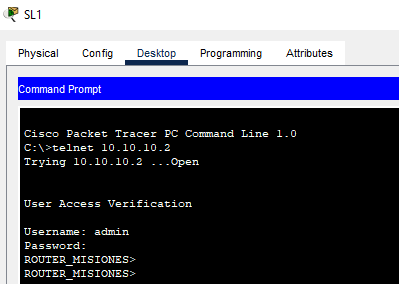 SL1
Physical Config Desktop Programming Attributes
Command Prompt
Cisco Packet Tracer PC Command Line 1.0
C:\>telnet 10.10.10.2
Trying 10.10.10.2 ...Open
User Access Verification
Username: admin
Password:
ROUTER_MISIONES>
ROUTER_MISIONES>